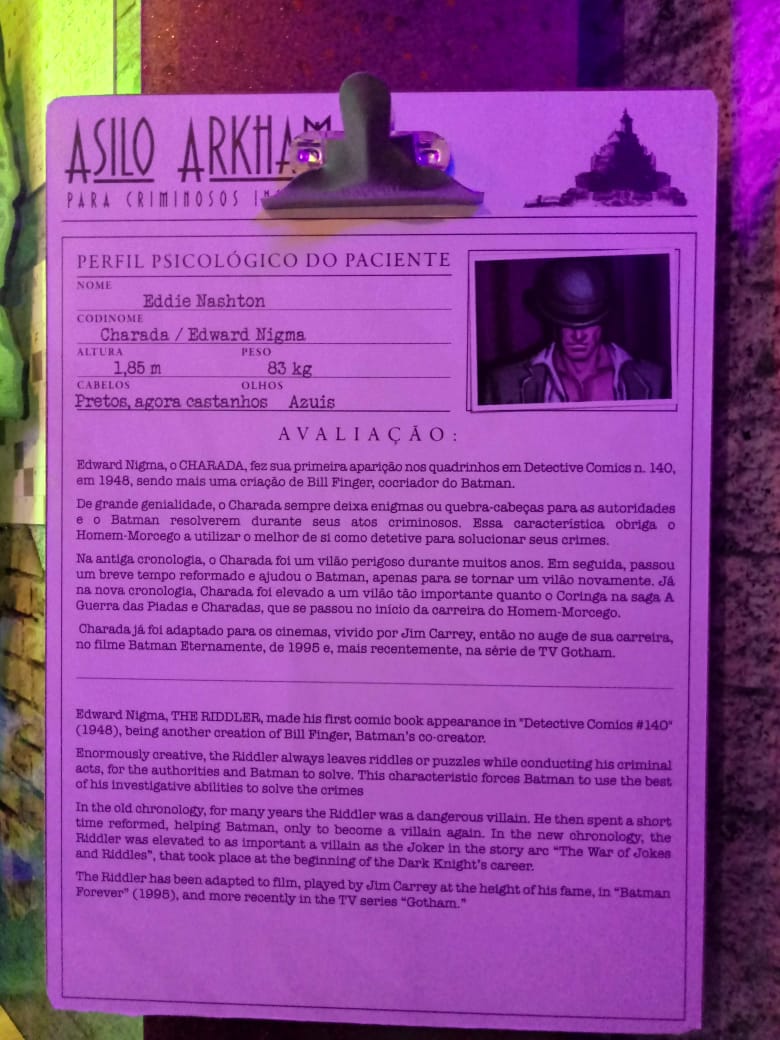 ASILO ARKHAM
PARA CRIMINOSOS
PERFIL PSICOLÓGICO DO PACIENTE
NOME
Eddie Nashton
CODINOME
Charada / Edward Nigma
ALTURA PESO
1,85 m 83 kg
CABELOS OLHOS
Pretos, agora castanhos Azuis
AVALIAÇÃO:
Edward Nigma, o CHARADA, fez sua primeira aparição nos quadrinhos em Detective Comics n. 140,
em 1948, sendo mais uma criação de Bill Finger, cocriador do Batman.
De grande genialidade, o Charada sempre deixa enigmas ou quebra-cabeças para as autoridades
e o Batman resolverem durante seus atos criminosos. Essa característica obriga o
Homem-Morcego a utilizar o melhor de si como detetive para solucionar seus crimes.
Na antiga cronologia, o Charada foi um vilão perigoso durante muitos anos. Em seguida, passou
um breve tempo reformado e ajudou o Batman, apenas para se tornar um vilão novamente. Já
na nova cronologia, Charada foi elevado a um vilão tão importante quanto o Coringa na saga A
Guerra das Piadas e Charadas, que se passou no início da carreira do Homem-Morcego.
Charada já foi adaptado para os cinemas, vivido por Jim Carrey, então no auge de sua carreira,
no filme Batman Eternamente, de 1995 e, mais recentemente, na série de TV Gotham.
Edward Nigma, THE RIDDLER, made his first comic book appearance in "Detective Comics #140"
(1948), being another creation of Bill Finger, Batman's co-creator.
Enormously creative, the Riddler always leaves riddles or puzzles while conducting his criminal
acts, for the authorities and Batman to solve. This characteristic forces Batman to use the best
of his investigative abilities to solve the crimes
In the old chronology, for many years the Riddler was a dangerous villain. He then spent a short
time reformed, helping Batman, only to become a villain again. In the new chronology, the
Riddler was elevated to as important a villain as the Joker in the story arc "The War of Jokes
and Riddles", that took place at the beginning of the Dark Knight's career.
The Riddler has been adapted to film, played by Jim Carrey at the height of his fame, in "Batman
Forever" (1995), and more recently in the TV series "Gotham."